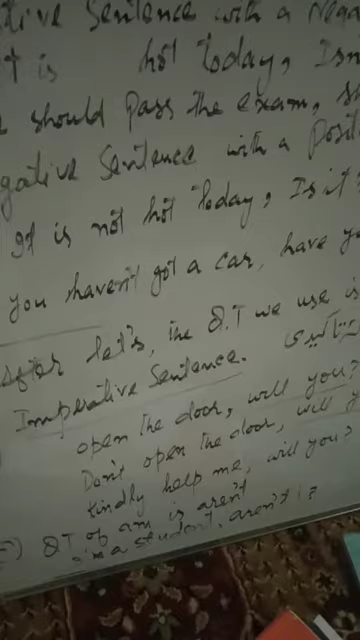 tive Sentence with a Nega
It is hot today, Isn
should pass the exam, s
gative Sentence with a Posit
It is not hot today, Is it?
you haven't got a car, have y
After let's, the Q.T we use is
Imperative Sentence. تاکیدی
open the door, will you?
Don't open the door, will y
kindly help me, will you?
QT of am is aren't
I'm a student, aren't i?